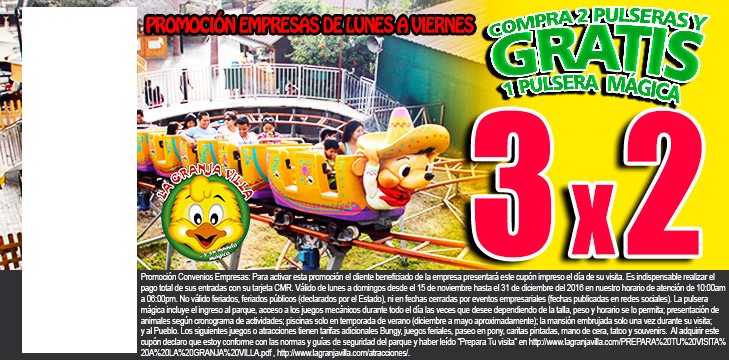 PROMOCIÓN EMPRESAS DE LUNES A VIERNES
COMPRA 2 PULSERAS Y
GRATIS
1 PULSERA MÁGICA
3x2
LA GRANJA VILLA
...y su mundo
mágico
Promoción Convenios Empresas: Para activar esta promoción el cliente beneficiado de la empresa presentará este cupón impreso el día de su visita. Es indispensable realizar el
pago total de sus entradas con su tarjeta CMR. Válido de lunes a domingos desde el 15 de noviembre hasta el 31 de diciembre del 2016 en nuestro horario de atención de 10:00am
a 06:00pm. No válido feriados, feriados públicos (declarados por el Estado), ni en fechas cerradas por eventos empresariales (fechas publicadas en redes sociales). La pulsera
mágica incluye el ingreso al parque, acceso a los juegos mecánicos durante todo el día las veces que desee dependiendo de la talla, peso y horario se lo permita; presentación de
animales según cronograma de actividades; piscinas solo en temporada de verano (diciembre a mayo aproximadamente); la mansión embrujada solo una vez durante su visita;
y al Pueblo. Los siguientes juegos o atracciones tienen tarifas adicionales Bungy, juegos feriales, paseo en pony, caritas pintadas, mano de cera, tatoo y souvenirs. Al adquirir este
cupón declaro que estoy conforme con las normas y guías de seguridad del parque y haber leído "Prepara Tu visita" en http://www.lagranjavilla.com/PREPARA%20TU%20VISITA%
20A%20LA%20GRANJA%20VILLA.pdf , http://www.lagranjavilla.com/atracciones/.